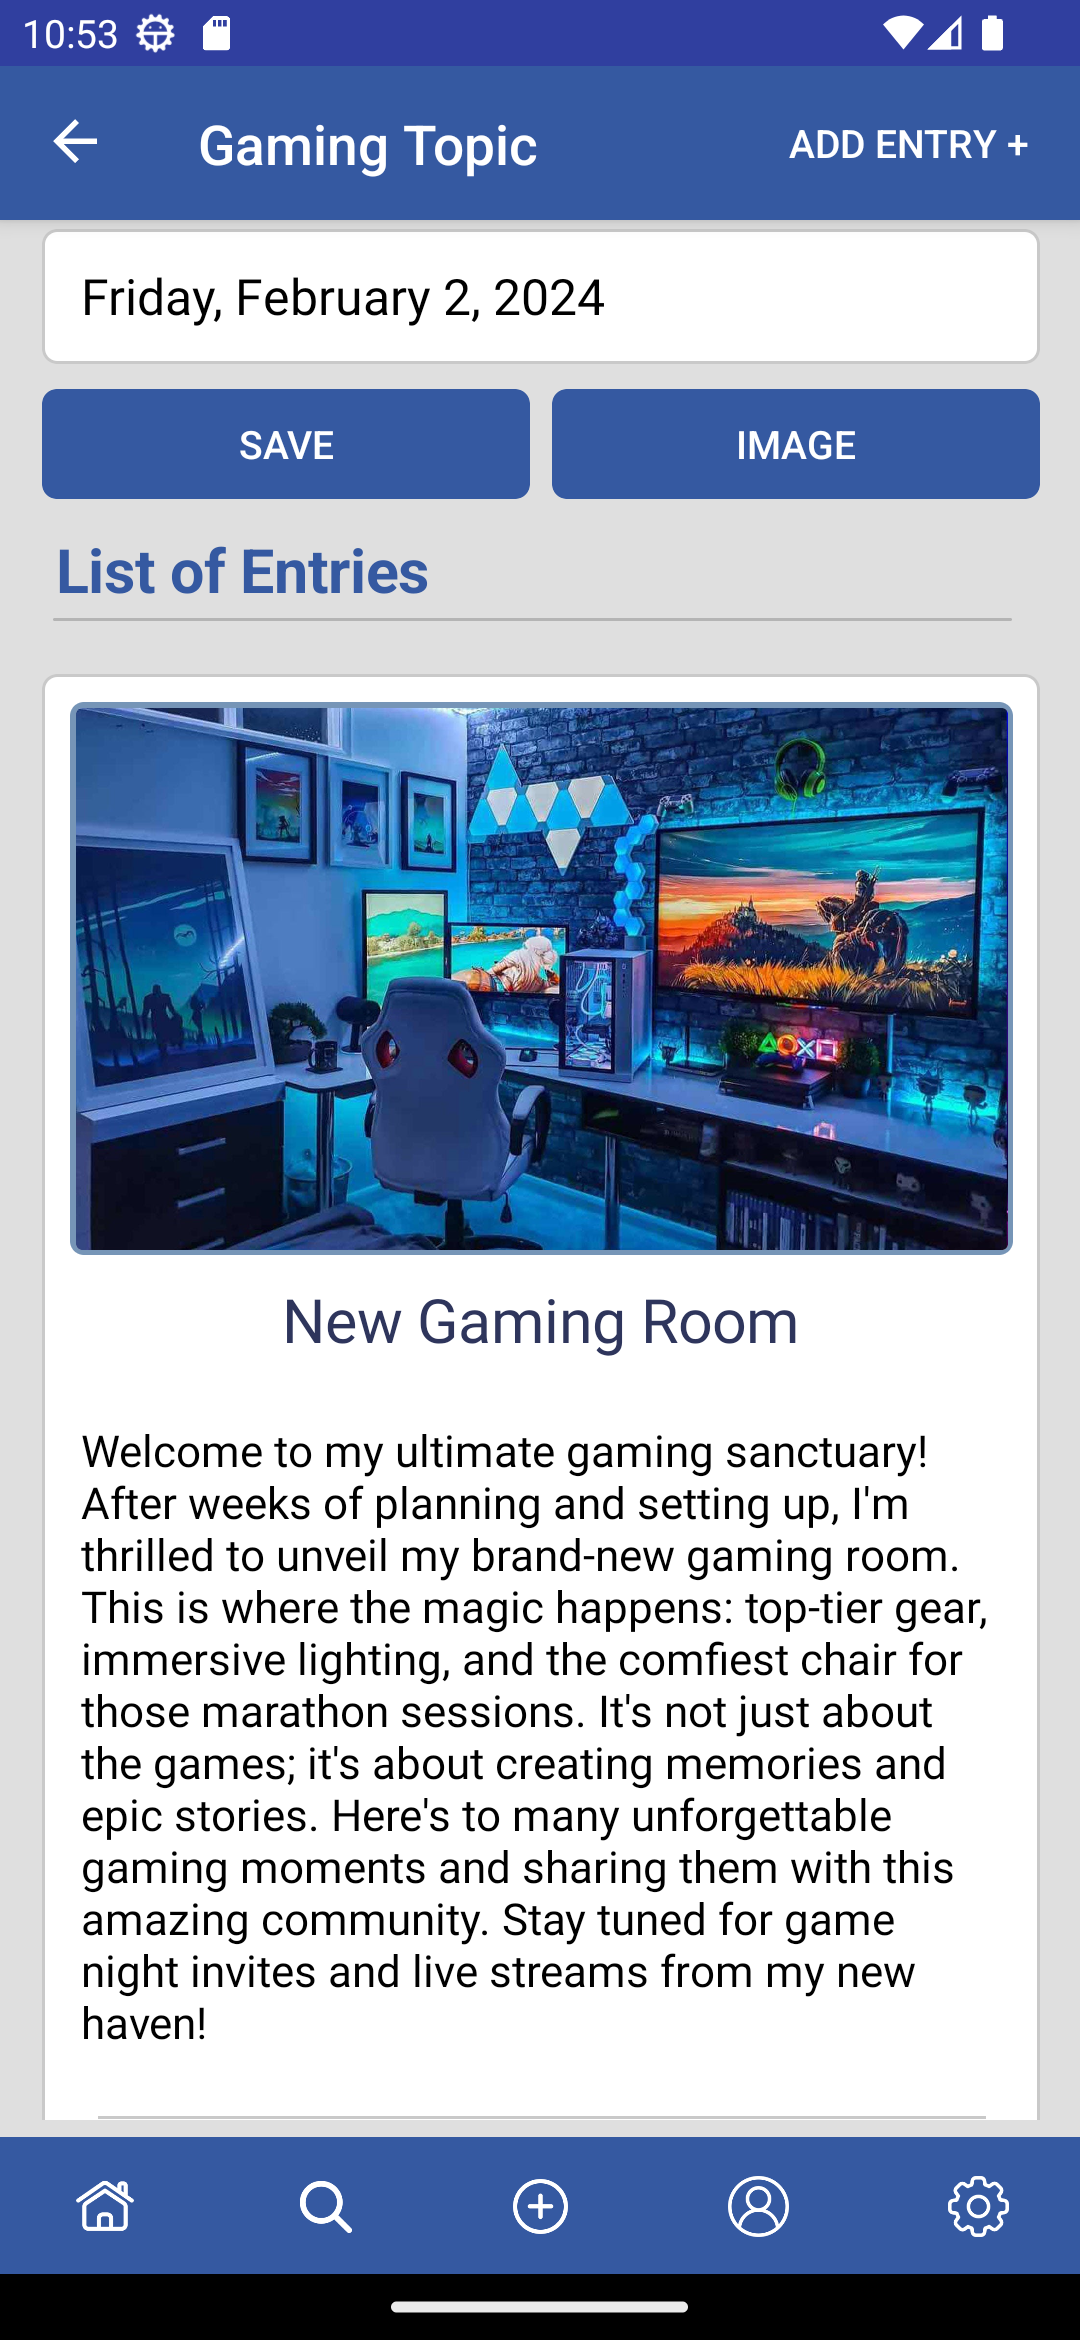 10:53
Gaming Topic
ADD ENTRY +
Friday, February 2, 2024
SAVE
IMAGE
List of Entries
New Gaming Room
Welcome to my ultimate gaming sanctuary!
After weeks of planning and setting up, I'm
thrilled to unveil my brand-new gaming room.
This is where the magic happens: top-tier gear,
immersive lighting, and the comfiest chair for
those marathon sessions. It's not just about
the games; it's about creating memories and
epic stories. Here's to many unforgettable
gaming moments and sharing them with this
amazing community. Stay tuned for game
night invites and live streams from my new
haven!